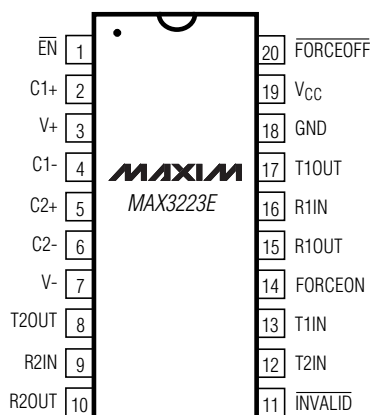 EN 1 20 FORCEOFF
C1+ 2 19 VCC
V+ 3 18 GND
C1- 4 MAXIM 17 T1OUT
C2+ 5 MAX3223E 16 R1IN
C2- 6 15 R1OUT
V- 7 14 FORCEON
T2OUT 8 13 T1IN
R2IN 9 12 T2IN
R2OUT 10 11 INVALID